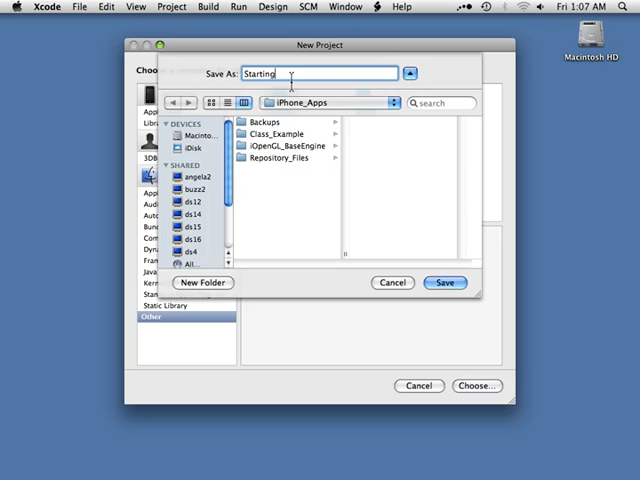 Xcode File Edit View Project Build Run Design SCM Window Help Fri 1:07 AM
New Project
Macintosh HD
Save As: Starting
iPhone_Apps
search
DEVICES
Macinto...
iDisk
SHARED
angela2
buzz2
ds12
ds14
ds15
ds16
ds4
All...
Backups
Class_Example
iOpenGL_BaseEngine
Repository_Files
New Folder Cancel Save
Static Library
Other
Cancel Choose...